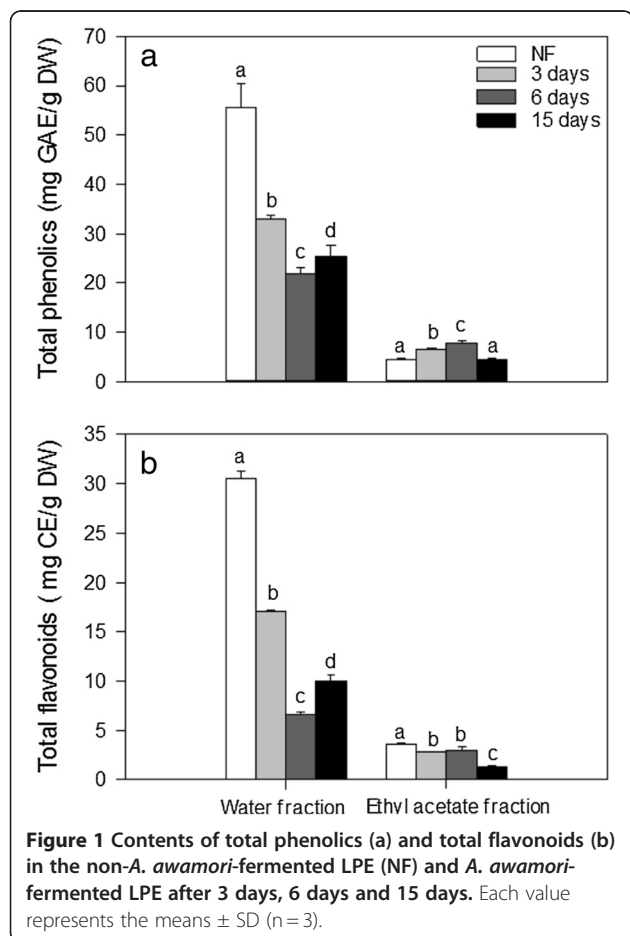 70
60
50
40
30
20
10
0
Total phenolics (mg GAE/g DW)
a
NF
3 days
6 days
15 days
a
b
c
d
a
b
c
a
35
30
25
20
15
10
5
0
Total flavonoids ( mg CE/g DW)
b
a
b
c
d
a
b
b
c
Water fraction
Ethyl acetate fraction
Figure 1 Contents of total phenolics (a) and total flavonoids (b)
in the non-A. awamori-fermented LPE (NF) and A. awamori-
fermented LPE after 3 days, 6 days and 15 days. Each value
represents the means ± SD (n = 3).